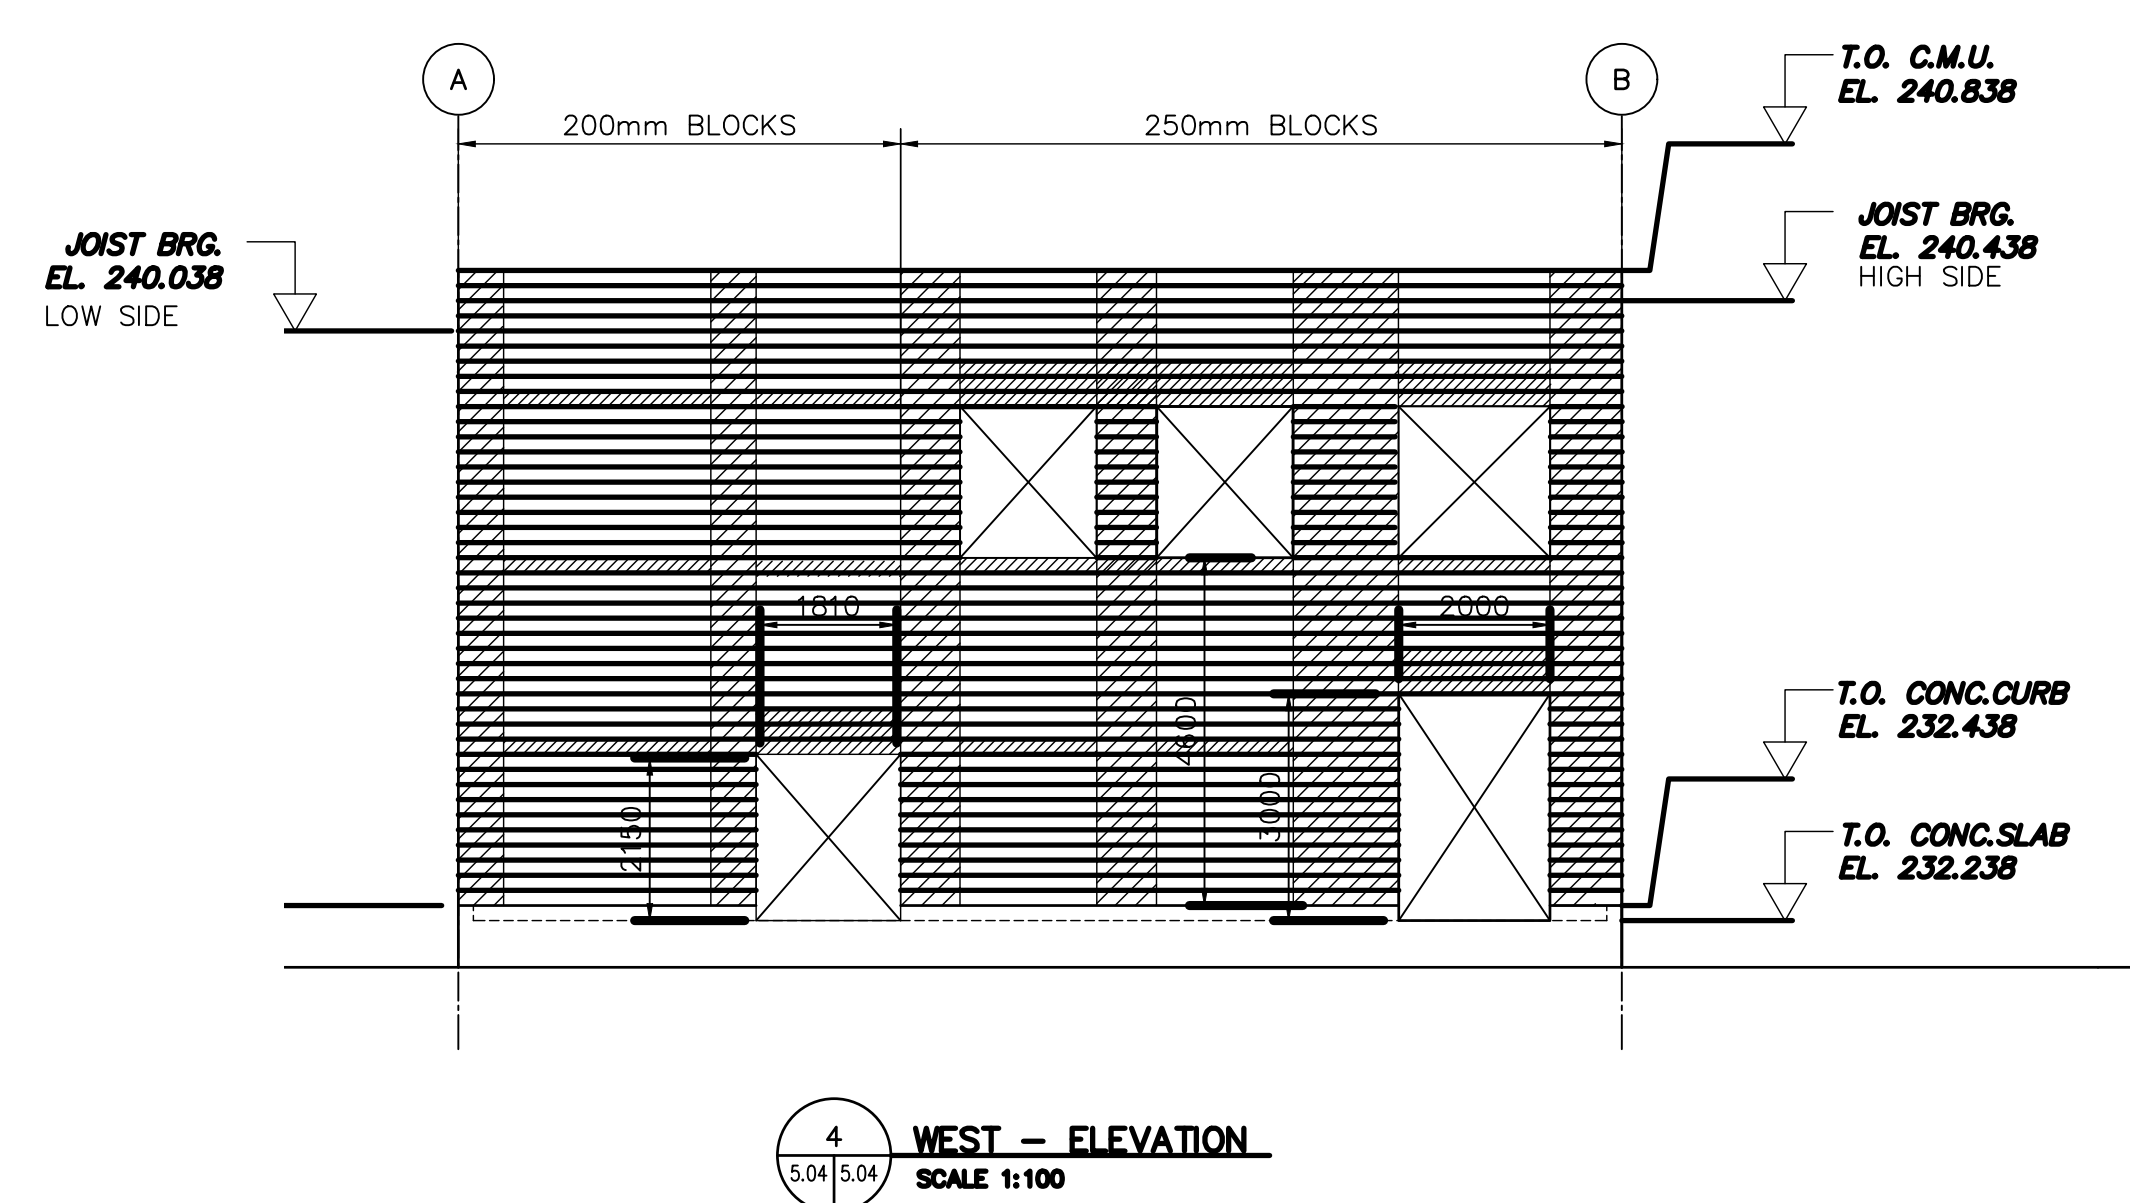 A
B
T.O. C.M.U.
EL. 240.838
200mm BLOCKS
250mm BLOCKS
JOIST BRG.
EL. 240.038
LOW SIDE
JOIST BRG.
EL. 240.438
HIGH SIDE
1810
2000
4600
3000
2150
T.O. CONC.CURB
EL. 232.438
T.O. CONC.SLAB
EL. 232.238
4
5.04
5.04
WEST - ELEVATION
SCALE 1:100